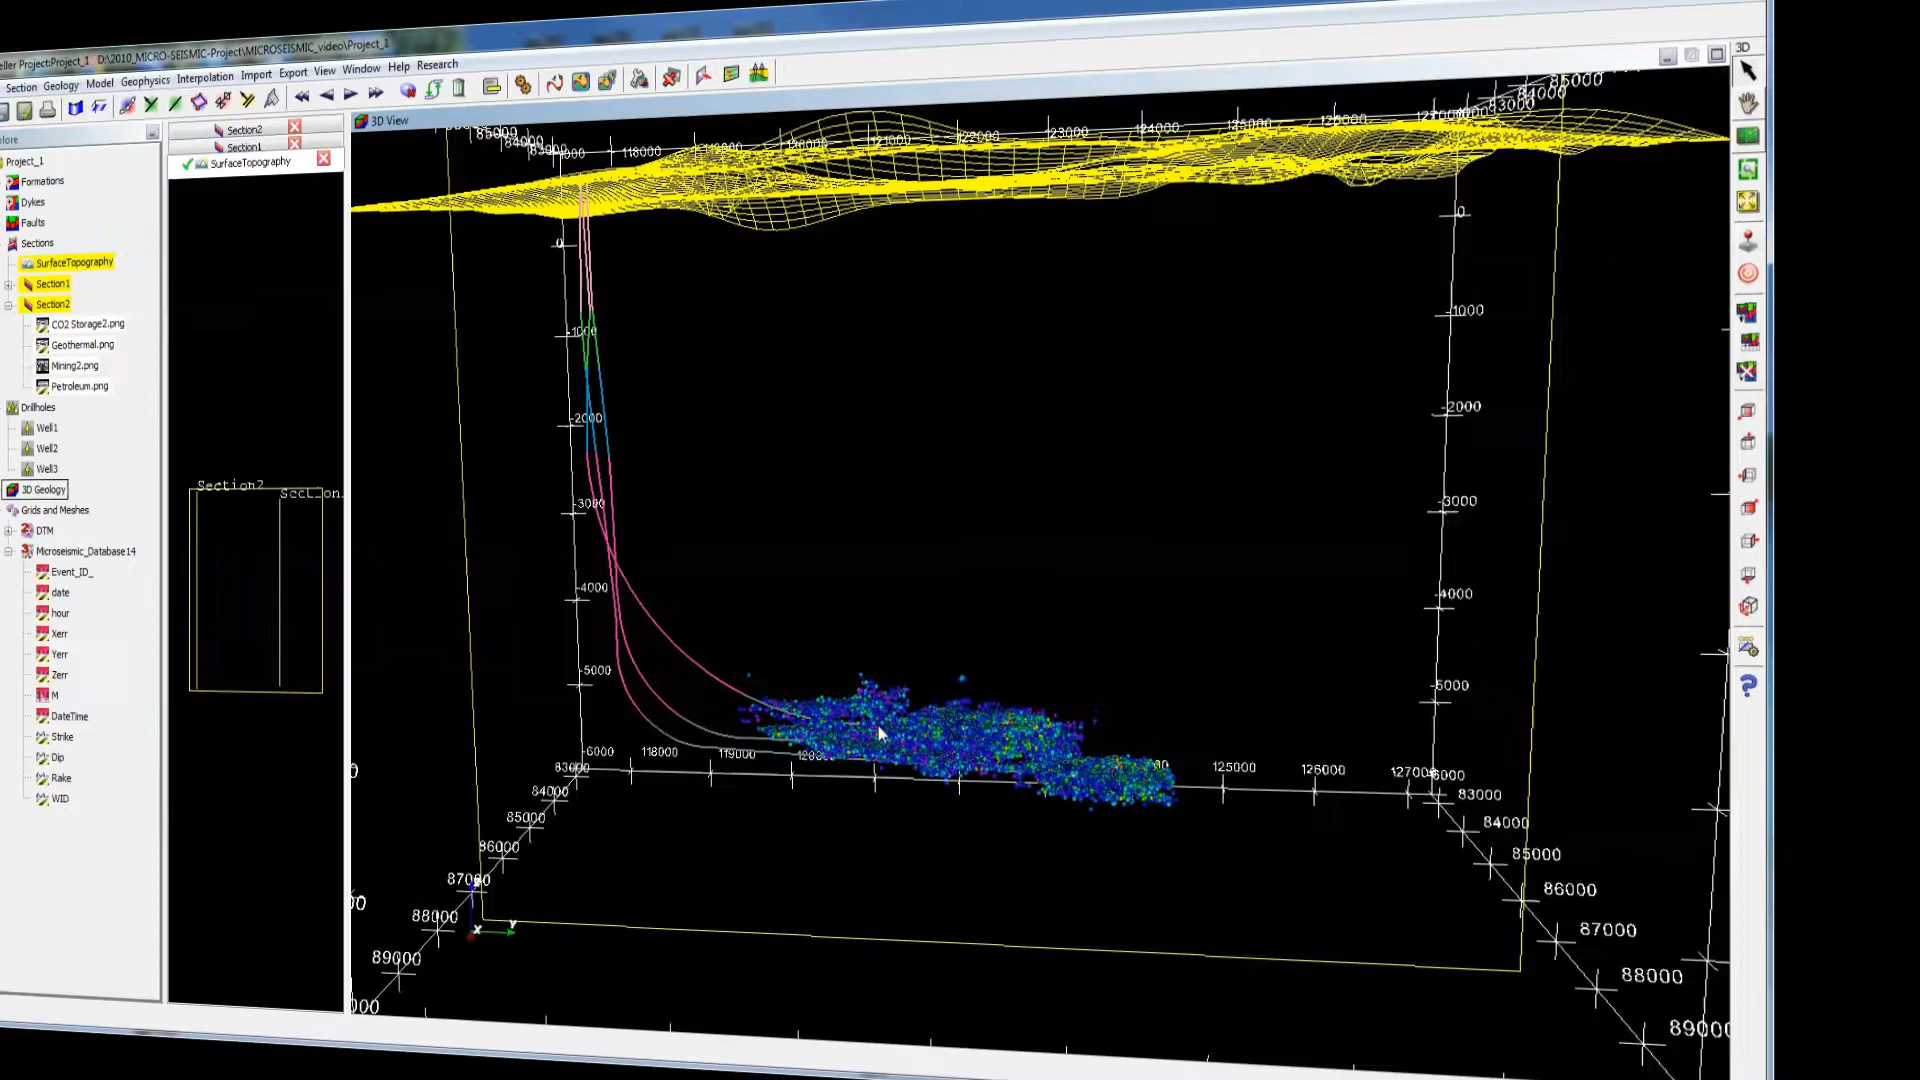 eller Project:Project_1 D:\2010_MICRO-SEISMIC-Project\MICROSEISMIC_video\Project_1
Section Geology Model Geophysics Interpolation Import Export View Window Help Research
plore
Project_1
Formations
Dykes
Faults
Sections
SurfaceTopography
Section1
Section2
CO2 Storage2.png
Geothermal.png
Mining2.png
Petroleum.png
Drillholes
Well1
Well2
Well3
3D Geology
Grids and Meshes
DTM
Microseismic_Database14
Event_ID_
date
hour
Xerr
Yerr
Zerr
M
DateTime
Strike
Dip
Rake
WID
Section2
Section1
SurfaceTopography
Section2
3D View
3D
85000
84000
118000
122000
123000
124000
85000
84000
83000
0
-1000
-2000
-3000
-4000
-5000
-6000
0
-1000
-2000
-3000
-4000
-5000
118000
119000
125000
126000
83000
84000
85000
86000
87000
88000
89000
83000
84000
85000
86000
87000
88000
89000
X
Y